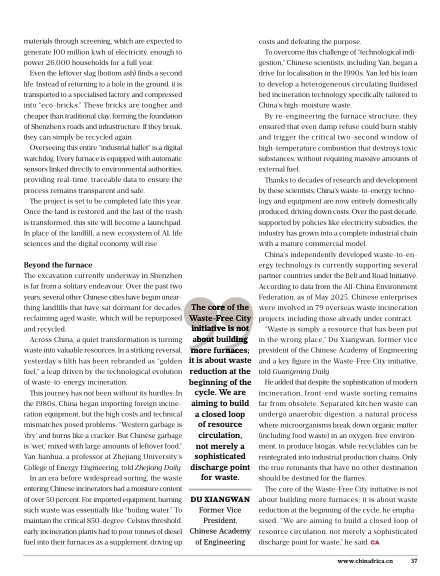 materials through screening, which are expected to
generate 100 million kwh of electricity, enough to
power 26,000 households for a full year.
Even the leftover slag (bottom ash) finds a second
life. Instead of returning to a hole in the ground, it is
transported to a specialised factory and compressed
into "eco-bricks." These bricks are tougher and
cheaper than traditional clay, forming the foundation
of Shenzhen's roads and infrastructure. If they break,
they can simply be recycled again.
Overseeing this entire "industrial ballet" is a digital
watchdog. Every furnace is equipped with automatic
sensors linked directly to environmental authorities,
providing real-time, traceable data to ensure the
process remains transparent and safe.
The project is set to be completed late this year.
Once the land is restored and the last of the trash
is transformed, this site will become a launchpad.
In place of the landfill, a new ecosystem of AI, life
sciences and the digital economy will rise.
Beyond the furnace
The excavation currently underway in Shenzhen
is far from a solitary endeavour. Over the past two
years, several other Chinese cities have begun unear-
thing landfills that have sat dormant for decades,
reclaiming aged waste, which will be repurposed
and recycled.
Across China, a quiet transformation is turning
waste into valuable resources. In a striking reversal,
yesterday's filth has been rebranded as "golden
fuel," a leap driven by the technological evolution
of waste-to-energy incineration.
This journey has not been without its hurdles. In
the 1980s, China began importing foreign incine-
ration equipment, but the high costs and technical
mismatches posed problems. "Western garbage is
'dry' and burns like a cracker. But Chinese garbage
is 'wet,' mixed with large amounts of leftover food,"
Yan Jianhua, a professor at Zhejiang University's
College of Energy Engineering, told Zhejiang Daily.
In an era before widespread sorting, the waste
entering Chinese incinerators had a moisture content
of over 50 percent. For imported equipment, burning
such waste was essentially like "boiling water." To
maintain the critical 850-degree-Celsius threshold,
early incineration plants had to pour tonnes of diesel
fuel into their furnaces as a supplement, driving up
The core of the
Waste-Free City
initiative is not
about building
more furnaces;
it is about waste
reduction at the
beginning of the
cycle. We are
aiming to build
a closed loop
of resource
circulation,
not merely a
sophisticated
discharge point
for waste.
DU XIANGWAN
Former Vice
President,
Chinese Academy
of Engineering
costs and defeating the purpose.
To overcome this challenge of "technological indi-
gestion," Chinese scientists, including Yan, began a
drive for localisation in the 1990s. Yan led his team
to develop a heterogeneous circulating fluidised
bed incineration technology specifically tailored to
China's high-moisture waste.
By re-engineering the furnace structure, they
ensured that even damp refuse could burn stably
and trigger the critical two-second window of
high-temperature combustion that destroys toxic
substances, without requiring massive amounts of
external fuel.
Thanks to decades of research and development
by these scientists, China's waste-to-energy techno-
logy and equipment are now entirely domestically
produced, driving down costs. Over the past decade,
supported by policies like electricity subsidies, the
industry has grown into a complete industrial chain
with a mature commercial model.
China's independently developed waste-to-en-
ergy technology is currently supporting several
partner countries under the Belt and Road Initiative.
According to data from the All-China Environment
Federation, as of May 2025, Chinese enterprises
were involved in 79 overseas waste incineration
projects, including those already under contract.
"Waste is simply a resource that has been put
in the wrong place," Du Xiangwan, former vice
president of the Chinese Academy of Engineering
and a key figure in the Waste-Free City initiative,
told Guangming Daily.
He added that despite the sophistication of modern
incineration, front-end waste sorting remains
far from obsolete. Separated kitchen waste can
undergo anaerobic digestion, a natural process
where microorganisms break down organic matter
(including food waste) in an oxygen-free environ-
ment, to produce biogas, while recyclables can be
reintegrated into industrial production chains. Only
the true remnants that have no other destination
should be destined for the flames.
The core of the Waste-Free City initiative is not
about building more furnaces; it is about waste
reduction at the beginning of the cycle, he empha-
sised. "We are aiming to build a closed loop of
resource circulation, not merely a sophisticated
discharge point for waste," he said. CA
www.chinafrica.cn 37